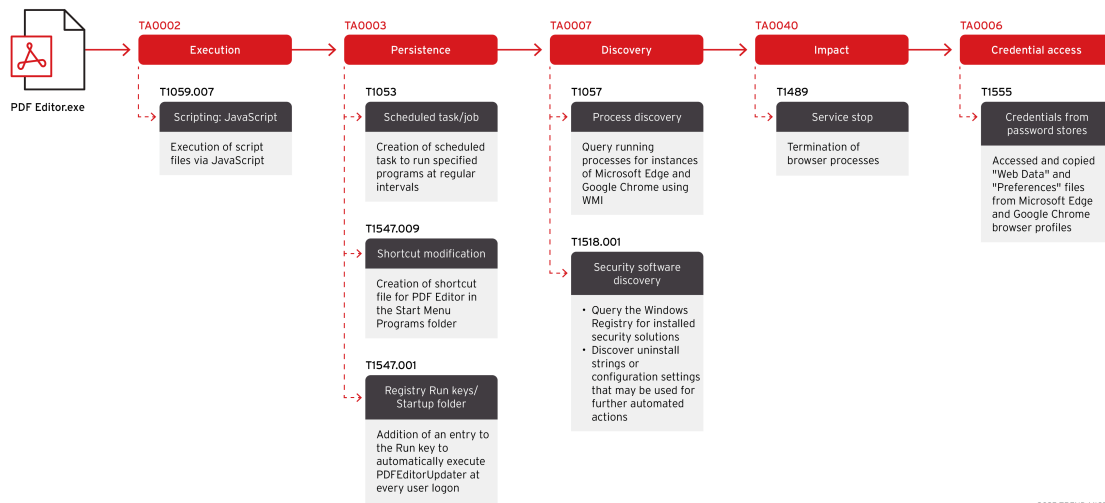 PDF Editor.exe
TA0002
Execution
T1059.007
Scripting: JavaScript
Execution of script
files via JavaScript
TA0003
Persistence
T1053
Scheduled task/job
Creation of scheduled
task to run specified
programs at regular
intervals
T1547.009
Shortcut modification
Creation of shortcut
file for PDF Editor in
the Start Menu
Programs folder
T1547.001
Registry Run keys/
Startup folder
Addition of an entry to
the Run key to
automatically execute
PDFEditorUpdater at
every user logon
TA0007
Discovery
T1057
Process discovery
Query running
processes for instances
of Microsoft Edge and
Google Chrome using
WMI
T1518.001
Security software
discovery
• Query the Windows
Registry for installed
security solutions
• Discover uninstall
strings or
configuration settings
that may be used for
further automated
actions
TA0040
Impact
T1489
Service stop
Termination of
browser processes
TA0006
Credential access
T1555
Credentials from
password stores
Accessed and copied
"Web Data" and
"Preferences" files
from Microsoft Edge
and Google Chrome
browser profiles